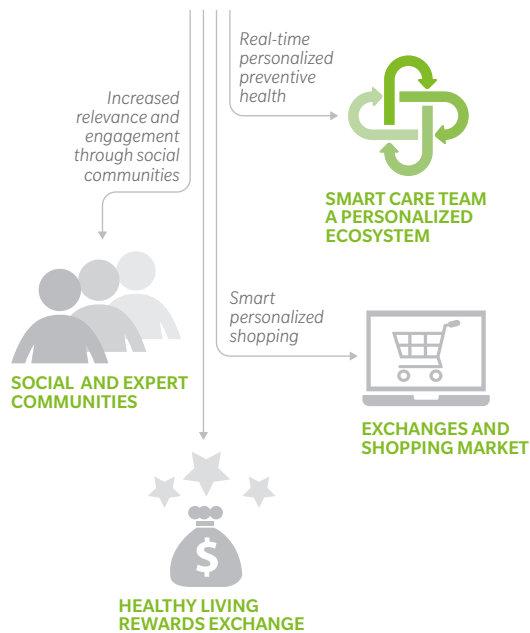 Real-time
personalized
preventive
health
Increased
relevance and
engagement
through social
communities
SMART CARE TEAM
A PERSONALIZED
ECOSYSTEM
Smart
personalized
shopping
SOCIAL AND EXPERT
COMMUNITIES
EXCHANGES AND
SHOPPING MARKET
$
HEALTHY LIVING
REWARDS EXCHANGE